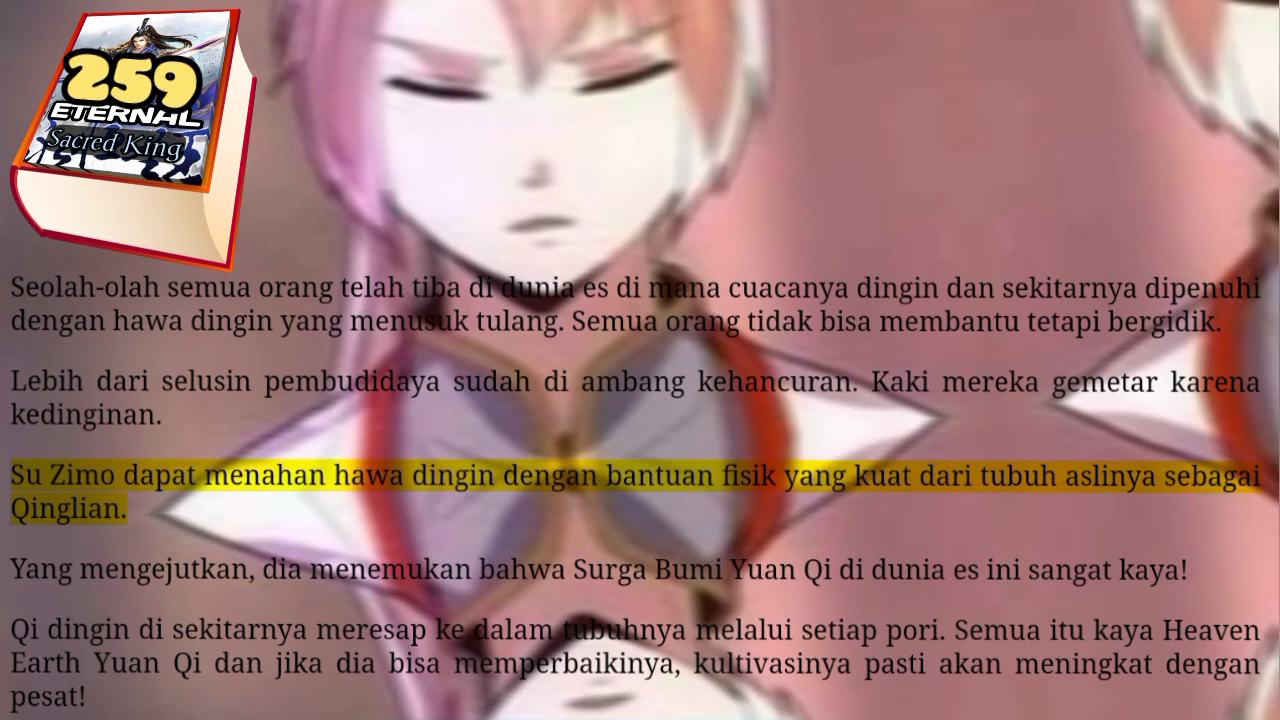 259
ETERNAL
Sacred King
Seolah-olah semua orang telah tiba di dunia es di mana cuacanya dingin dan sekitarnya dipenuhi
dengan hawa dingin yang menusuk tulang. Semua orang tidak bisa membantu tetapi bergidik.
Lebih dari selusin pembudidaya sudah di ambang kehancuran. Kaki mereka gemetar karena
kedinginan.
Su Zimo dapat menahan hawa dingin dengan bantuan fisik yang kuat dari tubuh aslinya sebagai
Qinglian.
Yang mengejutkan, dia menemukan bahwa Surga Bumi Yuan Qi di dunia es ini sangat kaya!
Qi dingin di sekitarnya meresap ke dalam tubuhnya melalui setiap pori. Semua itu kaya Heaven
Earth Yuan Qi dan jika dia bisa memperbaikinya, kultivasinya pasti akan meningkat dengan
pesat!